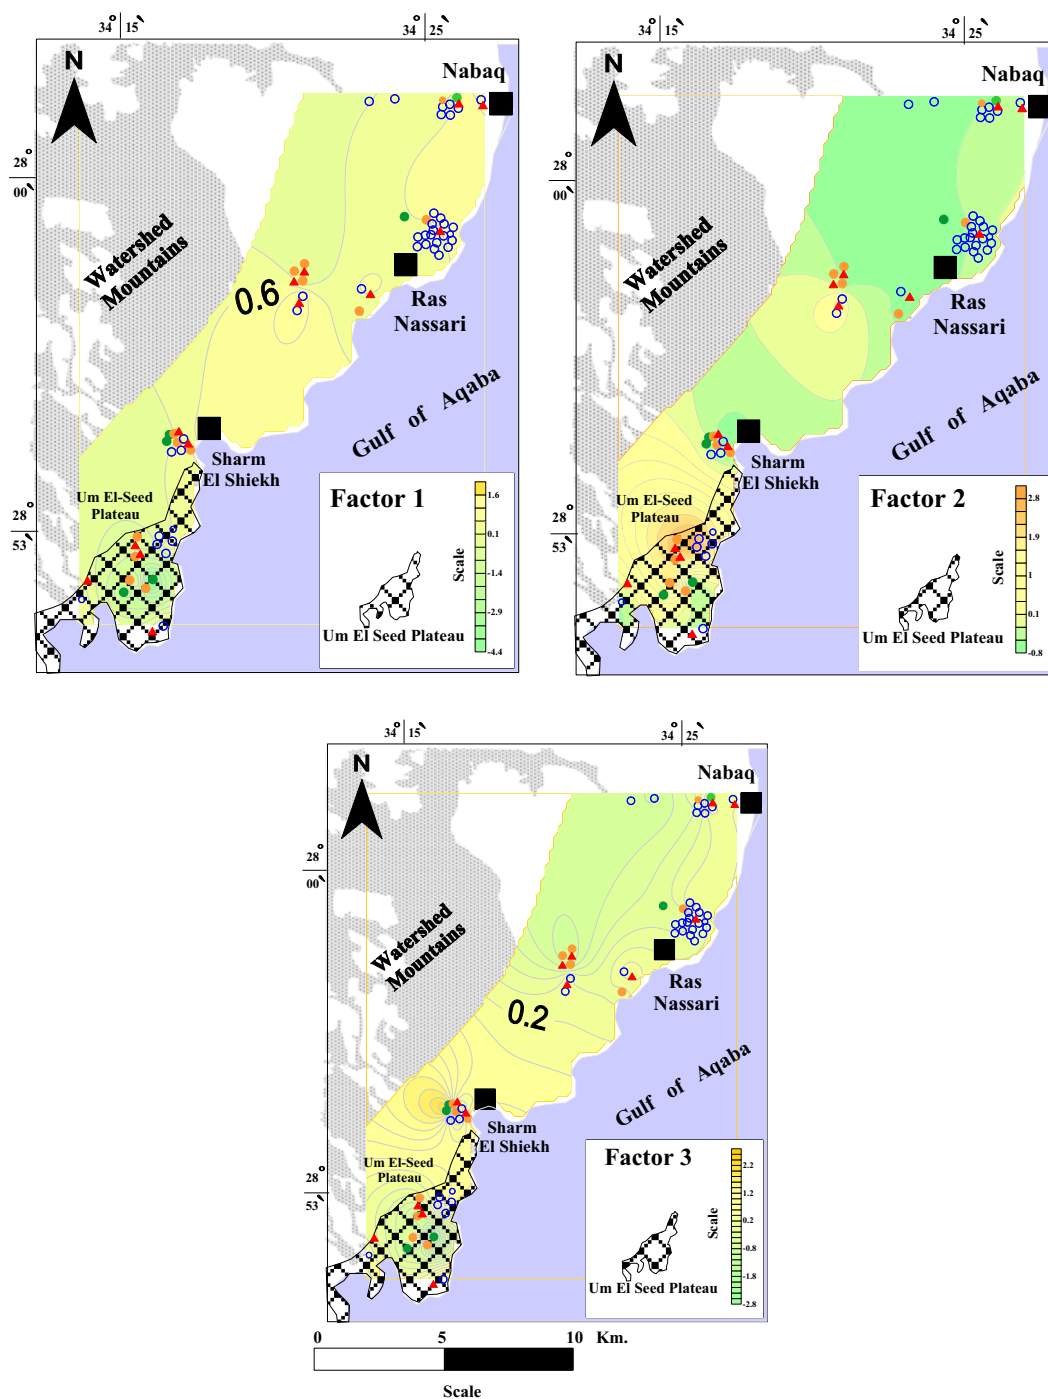 34° 15' 34° 25'
N
Nabaq
28° 00'
Watershed
Mountains
0.6
Ras
Nassari
Gulf of Aqaba
Sharm
El Shiekh
Um El-Seed
Plateau
28° 53'
Factor 1
Scale
1.6
0.1
-1.4
-2.9
-4.4
Um El Seed Plateau
34° 15' 34° 25'
N
Nabaq
28° 00'
Watershed
Mountains
Ras
Nassari
Gulf of Aqaba
Sharm
El Shiekh
Um El-Seed
Plateau
28° 53'
Factor 2
Scale
2.8
1.9
1
0.1
-0.8
Um El Seed Plateau
34° 15' 34° 25'
N
Nabaq
28° 00'
Watershed
Mountains
Ras
Nassari
0.2
Gulf of Aqaba
Sharm
El Shiekh
Um El-Seed
Plateau
28° 53'
Factor 3
Scale
2.2
1.2
0.2
-0.8
-1.8
-2.8
Um El Seed Plateau
0 5 10 Km.
Scale